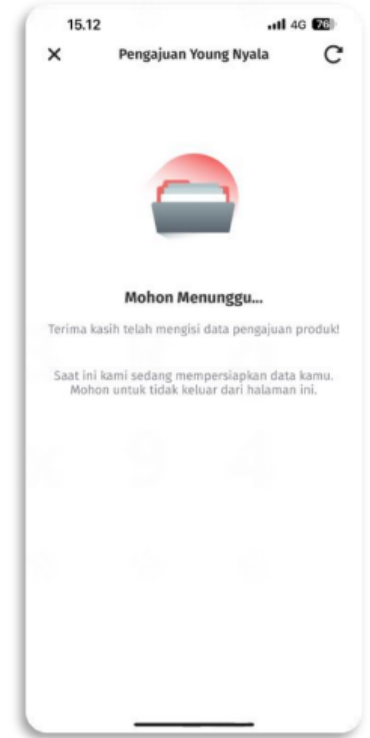 15.12 4G 76
Pengajuan Young Nyala
Mohon Menunggu...
Terima kasih telah mengisi data pengajuan produk!
Saat ini kami sedang mempersiapkan data kamu.
Mohon untuk tidak keluar dari halaman ini.